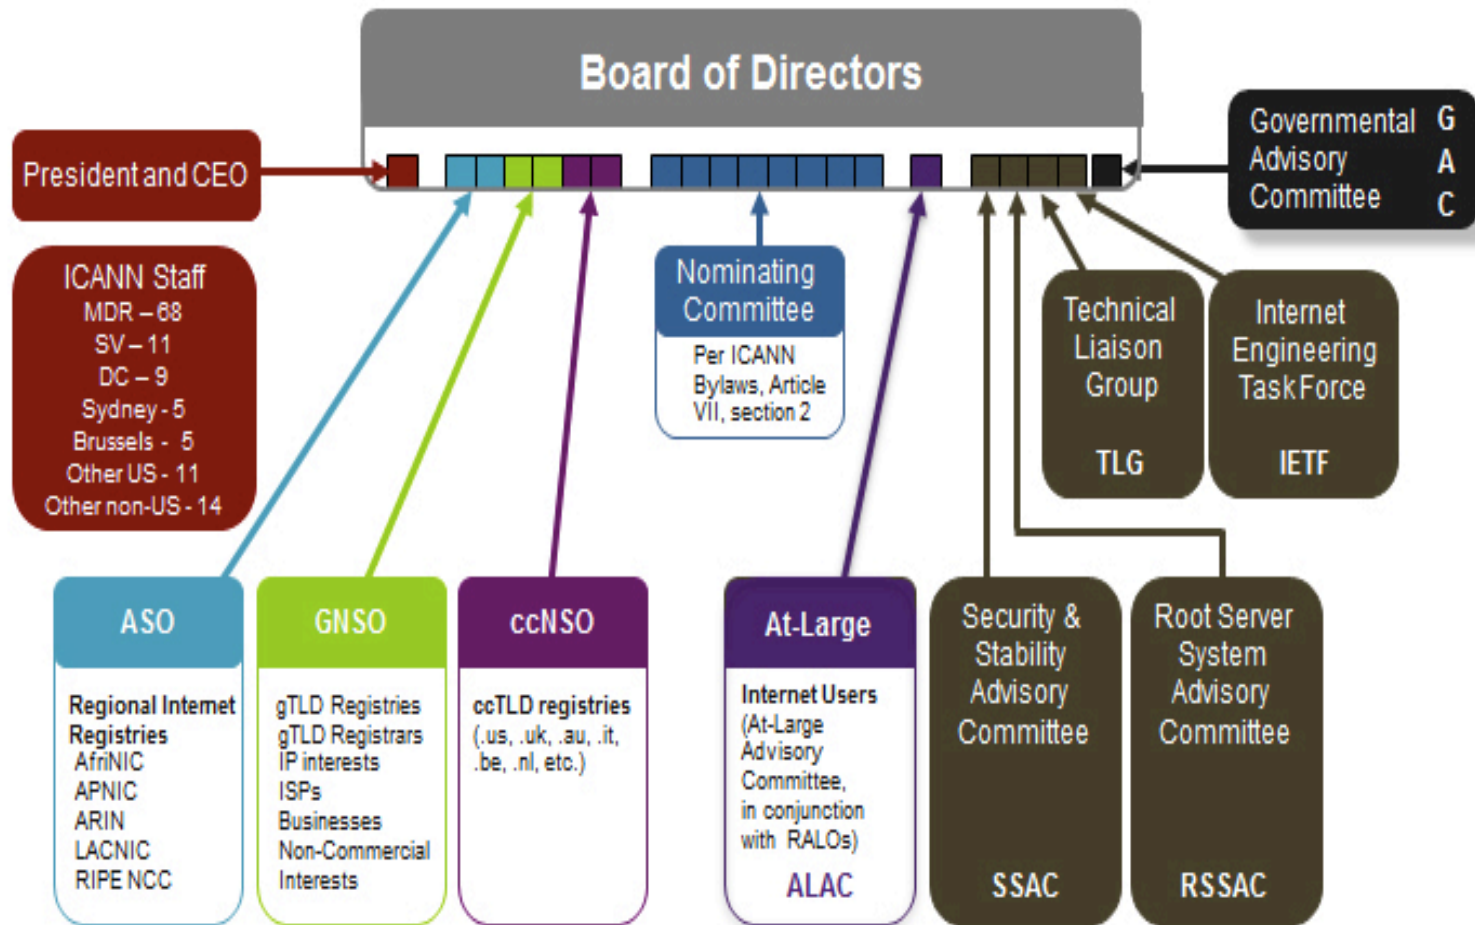 Board of Directors
President and CEO
Governmental G
Advisory A
Committee C
ICANN Staff
MDR – 68
SV – 11
DC – 9
Sydney - 5
Brussels - 5
Other US - 11
Other non-US - 14
Nominating
Committee
Per ICANN
Bylaws, Article
VII, section 2
Technical
Liaison
Group
TLG
Internet
Engineering
Task Force
IETF
ASO
Regional Internet
Registries
AfriNIC
APNIC
ARIN
LACNIC
RIPE NCC
GNSO
gTLD Registries
gTLD Registrars
IP interests
ISPs
Businesses
Non-Commercial
Interests
ccNSO
ccTLD registries
(.us, .uk, .au, .it,
.be, .nl, etc.)
At-Large
Internet Users
(At-Large
Advisory
Committee,
in conjunction
with RALOs)
ALAC
Security &
Stability
Advisory
Committee
SSAC
Root Server
System
Advisory
Committee
RSSAC